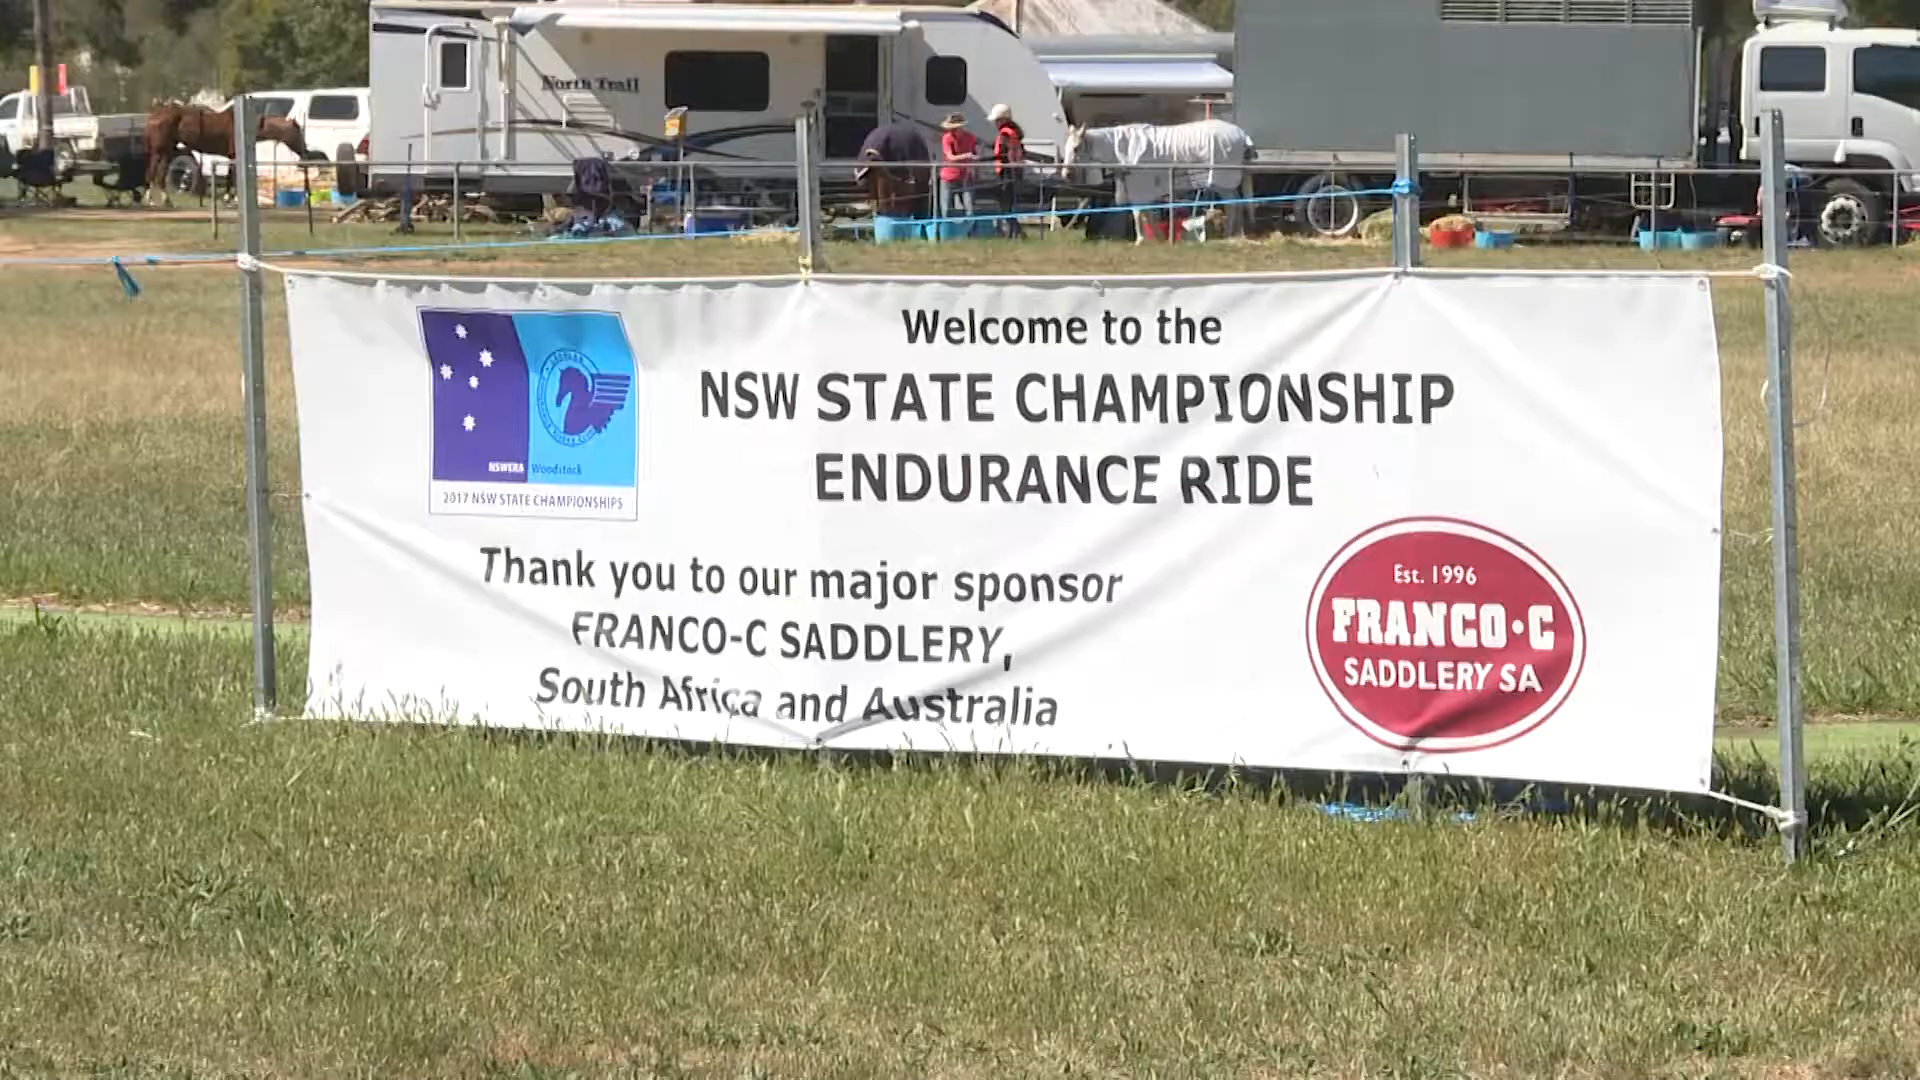 North Trail
Welcome to the
NSW STATE CHAMPIONSHIP
ENDURANCE RIDE
NSWERA Woodstock
2017 NSW STATE CHAMPIONSHIPS
Thank you to our major sponsor
FRANCO-C SADDLERY,
South Africa and Australia
Est. 1996
FRANCO·C
SADDLERY SA